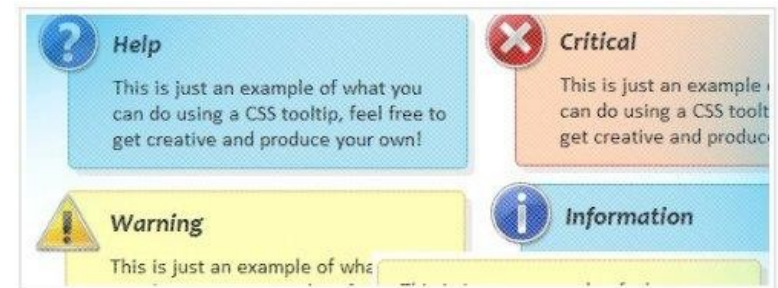 Help
This is just an example of what you
can do using a CSS tooltip, feel free to
get creative and produce your own!
Critical
This is just an example
can do using a CSS toolt
get creative and produc
Warning
This is just an example of wha
Information